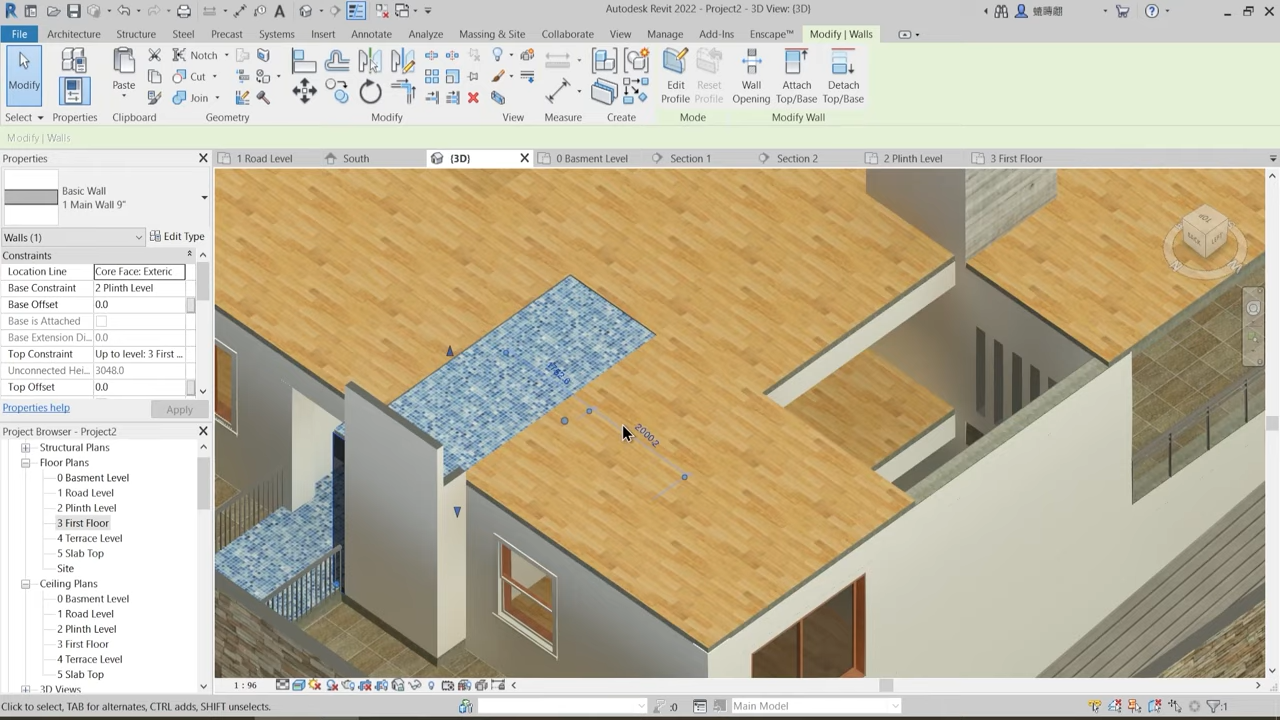 Autodesk Revit 2022 - Project2 - 3D View: {3D}
File Architecture Structure Steel Precast Systems Insert Annotate Analyze Massing & Site Collaborate View Manage Add-Ins Enscape™ Modify | Walls
Modify Paste Notch Cut Join Edit Profile Reset Profile Wall Opening Attach Top/Base Detach Top/Base
Select Properties Clipboard Geometry Modify View Measure Create Mode Modify Wall
Modify | Walls
Properties
1 Road Level South {3D} 0 Basment Level Section 1 Section 2 2 Plinth Level 3 First Floor
Basic Wall
1 Main Wall 9"
Walls (1) Edit Type
Constraints
Location Line Core Face: Exteric
Base Constraint 2 Plinth Level
Base Offset 0.0
Base is Attached
Base Extension Di...
Top Constraint Up to level: 3 First ...
Unconnected Hei... 3048.0
Top Offset 0.0
Properties help Apply
Project Browser - Project2
Structural Plans
Floor Plans
0 Basment Level
1 Road Level
2 Plinth Level
3 First Floor
4 Terrace Level
5 Slab Top
Site
Ceiling Plans
0 Basment Level
1 Road Level
2 Plinth Level
3 First Floor
4 Terrace Level
5 Slab Top
3D Views
TOP
BACK LEFT
2000.2
1 : 96
Click to select, TAB for alternates, CTRL adds, SHIFT unselects. :0 Main Model :1